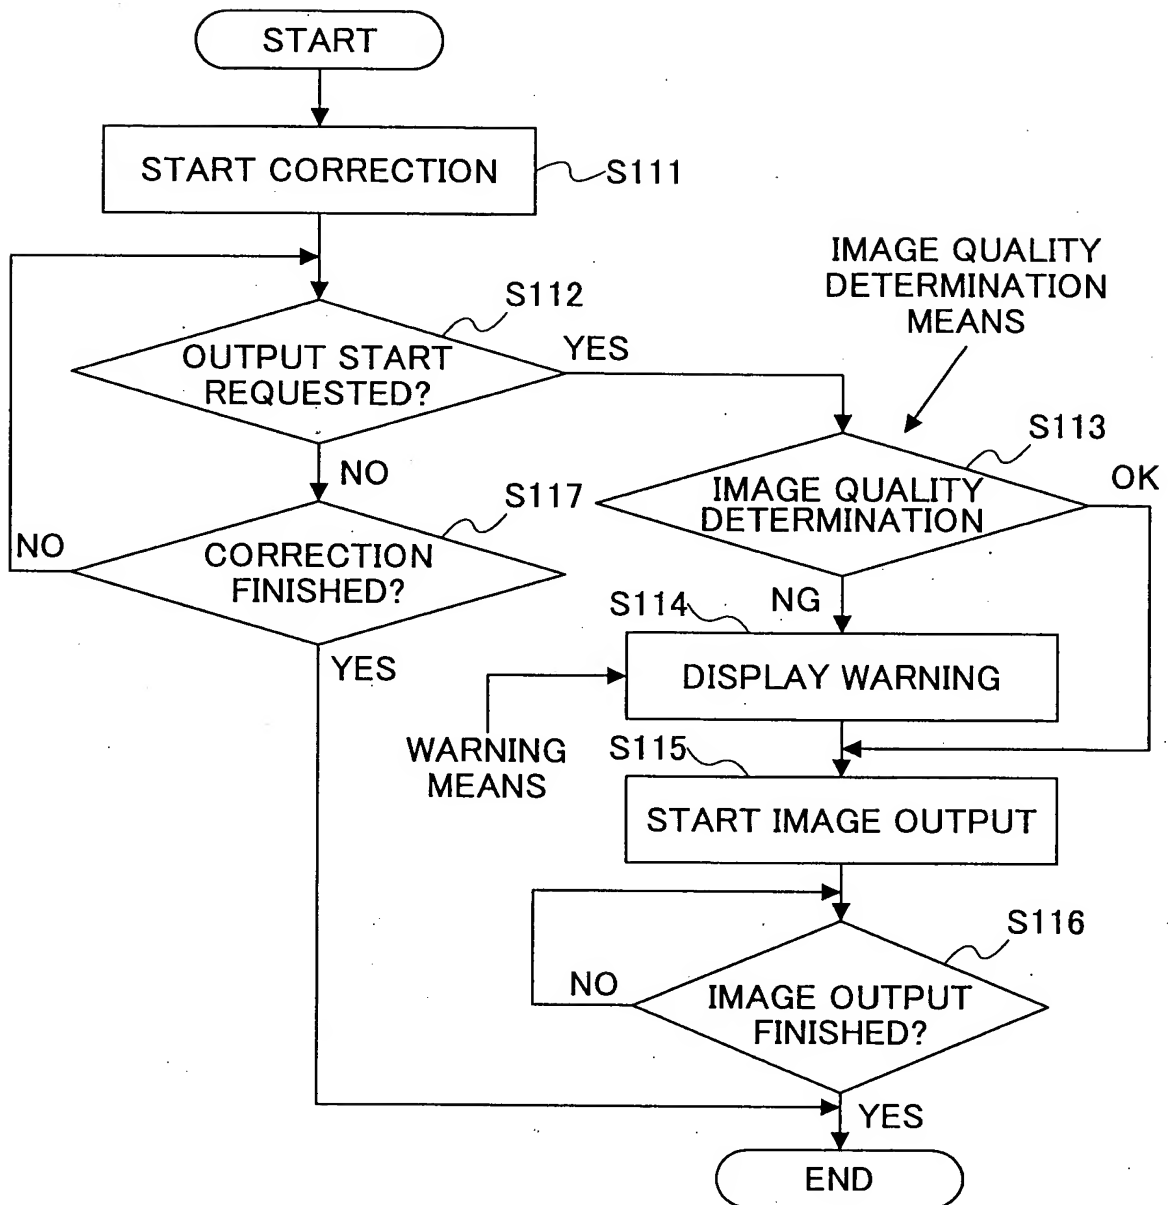 START
START CORRECTION
S111
IMAGE QUALITY
DETERMINATION
MEANS
S112
OUTPUT START
REQUESTED?
YES
NO
S113
IMAGE QUALITY
DETERMINATION
OK
S117
CORRECTION
FINISHED?
NO
YES
NG
S114
DISPLAY WARNING
WARNING
MEANS
S115
START IMAGE OUTPUT
S116
IMAGE OUTPUT
FINISHED?
NO
YES
END